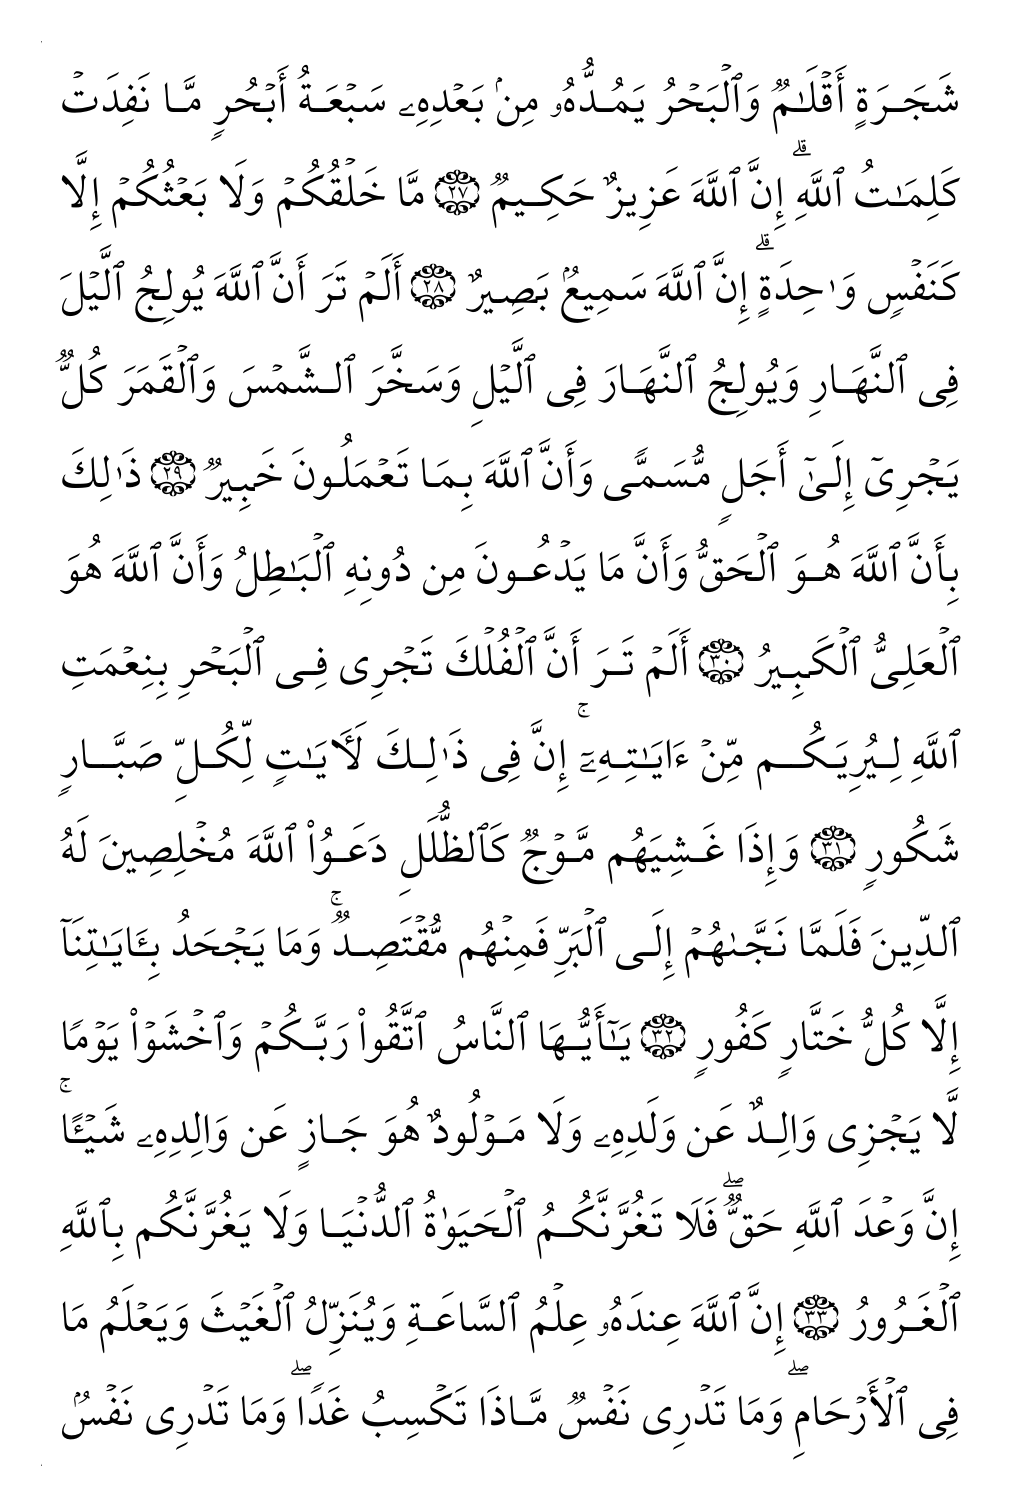 شَجَرَةٍ أَقْلَـٰمٌ وَٱلْبَحْرُ يَمُدُّهُۥ مِنۢ بَعْدِهِۦ سَبْعَةُ أَبْحُرٍ مَّا نَفِدَتْ
كَلِمَـٰتُ ٱللَّهِ ۗ إِنَّ ٱللَّهَ عَزِيزٌ حَكِيمٌ ٢٧ مَّا خَلْقُكُمْ وَلَا بَعْثُكُمْ إِلَّا
كَنَفْسٍ وَٰحِدَةٍ ۗ إِنَّ ٱللَّهَ سَمِيعٌۢ بَصِيرٌ ٢٨ أَلَمْ تَرَ أَنَّ ٱللَّهَ يُولِجُ ٱلَّيْلَ
فِى ٱلنَّهَارِ وَيُولِجُ ٱلنَّهَارَ فِى ٱلَّيْلِ وَسَخَّرَ ٱلشَّمْسَ وَٱلْقَمَرَ كُلٌّ
يَجْرِىٓ إِلَىٰٓ أَجَلٍ مُّسَمًّى وَأَنَّ ٱللَّهَ بِمَا تَعْمَلُونَ خَبِيرٌ ٢٩ ذَٰلِكَ
بِأَنَّ ٱللَّهَ هُوَ ٱلْحَقُّ وَأَنَّ مَا يَدْعُونَ مِن دُونِهِ ٱلْبَـٰطِلُ وَأَنَّ ٱللَّهَ هُوَ
ٱلْعَلِىُّ ٱلْكَبِيرُ ٣٠ أَلَمْ تَرَ أَنَّ ٱلْفُلْكَ تَجْرِى فِى ٱلْبَحْرِ بِنِعْمَتِ
ٱللَّهِ لِيُرِيَكُم مِّنْ ءَايَـٰتِهِۦٓ ۚ إِنَّ فِى ذَٰلِكَ لَـَٔايَـٰتٍ لِّكُلِّ صَبَّارٍ
شَكُورٍ ٣١ وَإِذَا غَشِيَهُم مَّوْجٌ كَٱلظُّلَلِ دَعَوُا۟ ٱللَّهَ مُخْلِصِينَ لَهُ
ٱلدِّينَ فَلَمَّا نَجَّىٰهُمْ إِلَى ٱلْبَرِّ فَمِنْهُم مُّقْتَصِدٌ ۚ وَمَا يَجْحَدُ بِـَٔايَـٰتِنَآ
إِلَّا كُلُّ خَتَّارٍ كَفُورٍ ٣٢ يَـٰٓأَيُّهَا ٱلنَّاسُ ٱتَّقُوا۟ رَبَّكُمْ وَٱخْشَوْا۟ يَوْمًا
لَّا يَجْزِى وَالِدٌ عَن وَلَدِهِۦ وَلَا مَوْلُودٌ هُوَ جَازٍ عَن وَالِدِهِۦ شَيْـًٔا ۚ
إِنَّ وَعْدَ ٱللَّهِ حَقٌّ ۖ فَلَا تَغُرَّنَّكُمُ ٱلْحَيَوٰةُ ٱلدُّنْيَا وَلَا يَغُرَّنَّكُم بِٱللَّهِ
ٱلْغَرُورُ ٣٣ إِنَّ ٱللَّهَ عِندَهُۥ عِلْمُ ٱلسَّاعَةِ وَيُنَزِّلُ ٱلْغَيْثَ وَيَعْلَمُ مَا
فِى ٱلْأَرْحَامِ ۖ وَمَا تَدْرِى نَفْسٌ مَّاذَا تَكْسِبُ غَدًا ۖ وَمَا تَدْرِى نَفْسٌۢ